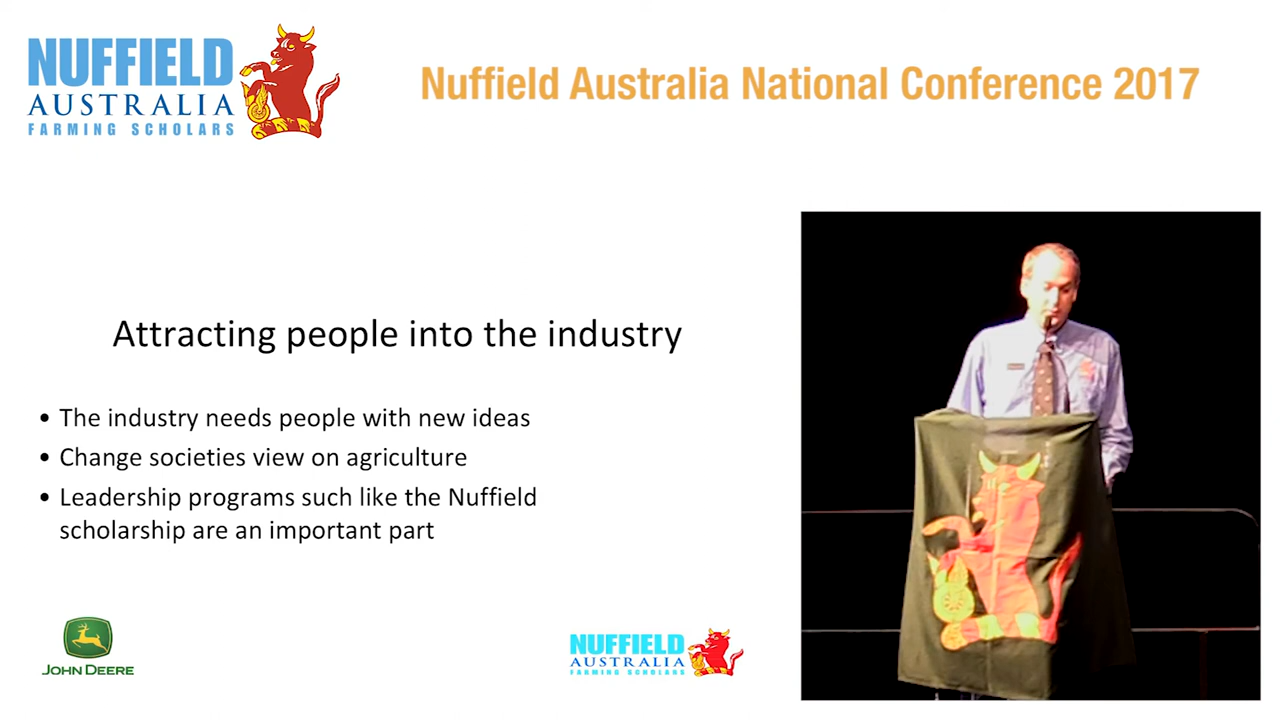 NUFFIELD
AUSTRALIA
FARMING SCHOLARS
Nuffield Australia National Conference 2017
Attracting people into the industry
• The industry needs people with new ideas
• Change societies view on agriculture
• Leadership programs such like the Nuffield
scholarship are an important part
JOHN DEERE
NUFFIELD
AUSTRALIA
FARMING SCHOLARS